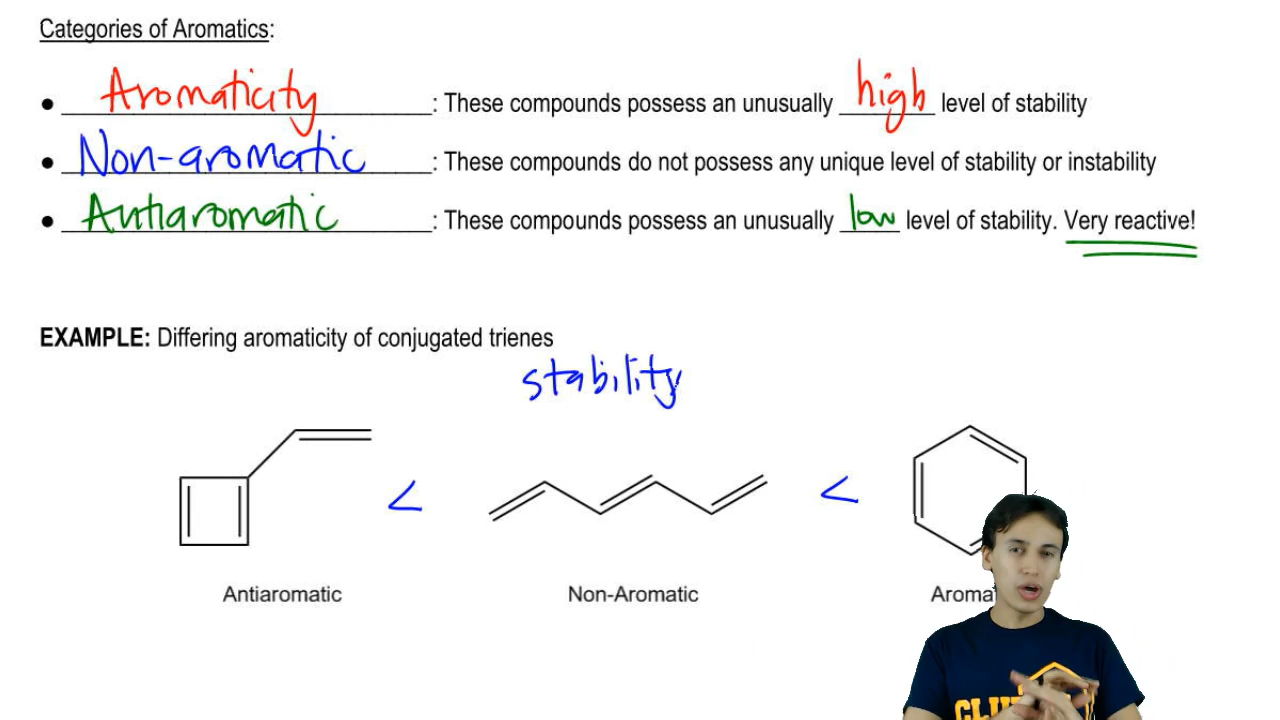 Categories of Aromatics:
● Aromaticity: These compounds possess an unusually high level of stability
● Non-aromatic: These compounds do not possess any unique level of stability or instability
● Antiaromatic: These compounds possess an unusually low level of stability. Very reactive!
EXAMPLE: Differing aromaticity of conjugated trienes
stability
< <
Antiaromatic Non-Aromatic